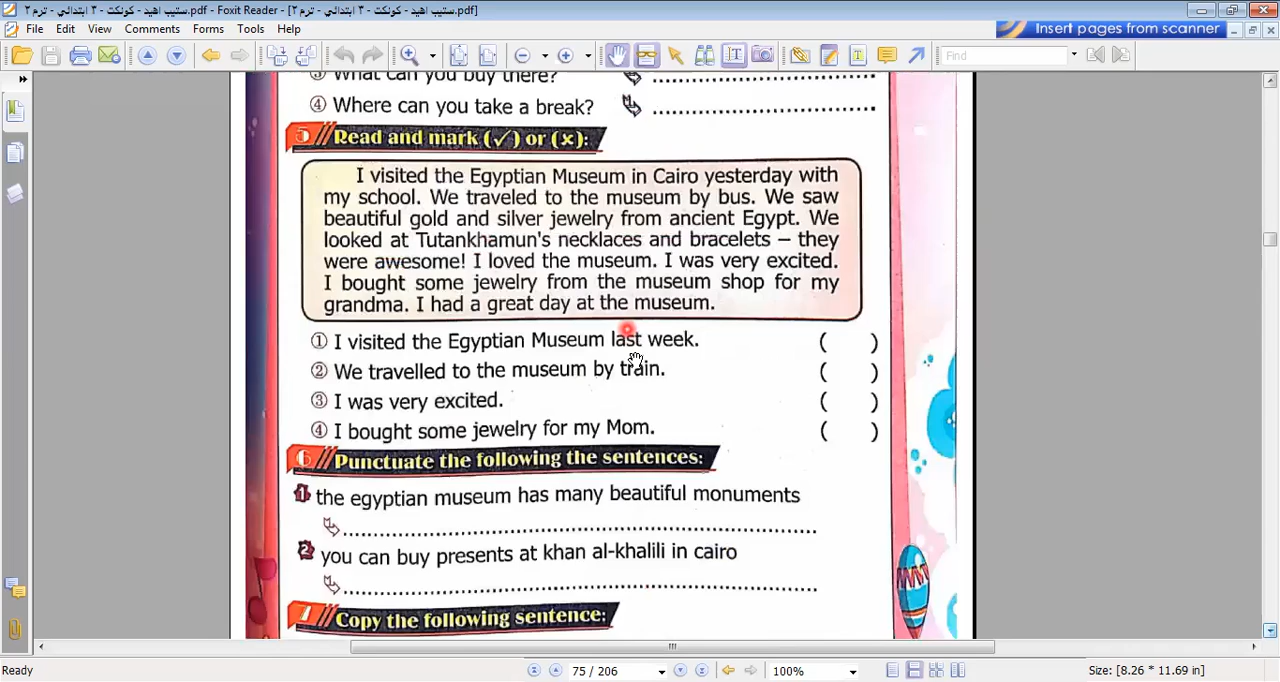 ستيب اهيد - كونكت - ٣ ابتدائي - ترم ٢.pdf - Foxit Reader - [ستيب اهيد - كونكت - ٣ ابتدائي - ترم ٢.pdf]
File Edit View Comments Forms Tools Help
Insert pages from scanner
Find
③ What can you buy there? ..............................
④ Where can you take a break? ..............................
5 Read and mark (✓) or (×):
I visited the Egyptian Museum in Cairo yesterday with
my school. We traveled to the museum by bus. We saw
beautiful gold and silver jewelry from ancient Egypt. We
looked at Tutankhamun's necklaces and bracelets – they
were awesome! I loved the museum. I was very excited.
I bought some jewelry from the museum shop for my
grandma. I had a great day at the museum.
① I visited the Egyptian Museum last week. ( )
② We travelled to the museum by train. ( )
③ I was very excited. ( )
④ I bought some jewelry for my Mom. ( )
6 Punctuate the following the sentences:
1 the egyptian museum has many beautiful monuments
................................................................
2 you can buy presents at khan al-khalili in cairo
................................................................
7 Copy the following sentence:
Ready 75 / 206 100% Size: [8.26 * 11.69 in]